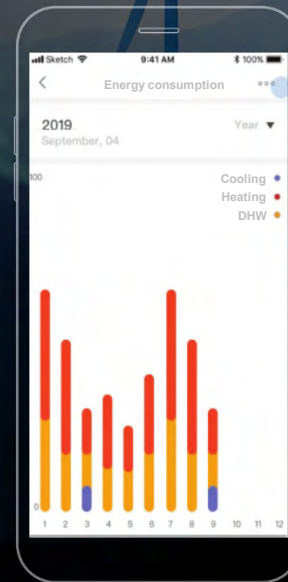 Sketch 9:41 AM 100%
Energy consumption
2019 Year
September, 04
100
Cooling
Heating
DHW
0
1 2 3 4 5 6 7 8 9 10 11 12